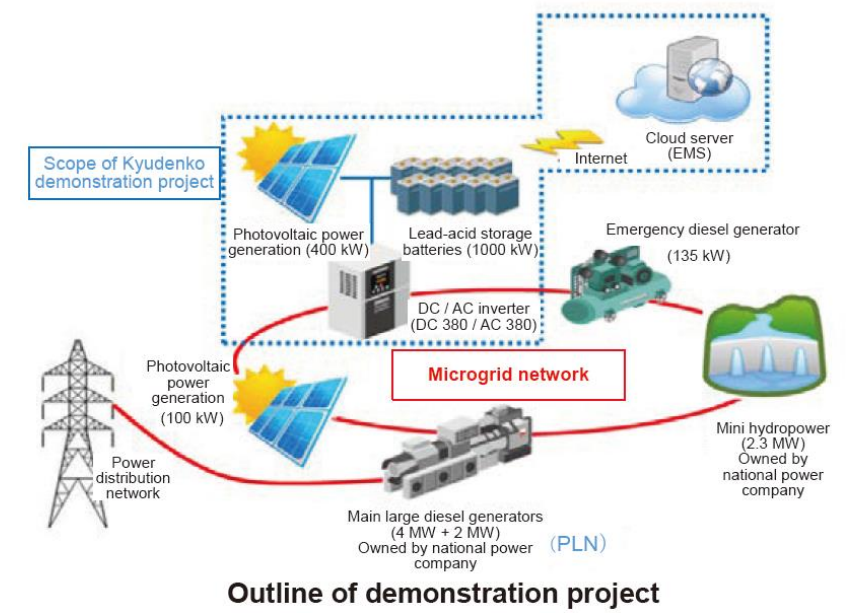 Cloud server
(EMS)
Internet
Scope of Kyudenko
demonstration project
Photovoltaic power
generation (400 kW)
Lead-acid storage
batteries (1000 kW)
Emergency diesel generator
(135 kW)
DC / AC inverter
(DC 380 / AC 380)
Photovoltaic
power
generation
(100 kW)
Microgrid network
Mini hydropower
(2.3 MW)
Owned by
national power
company
Power
distribution
network
Main large diesel generators
(4 MW + 2 MW)
Owned by national power
company
(PLN)
Outline of demonstration project